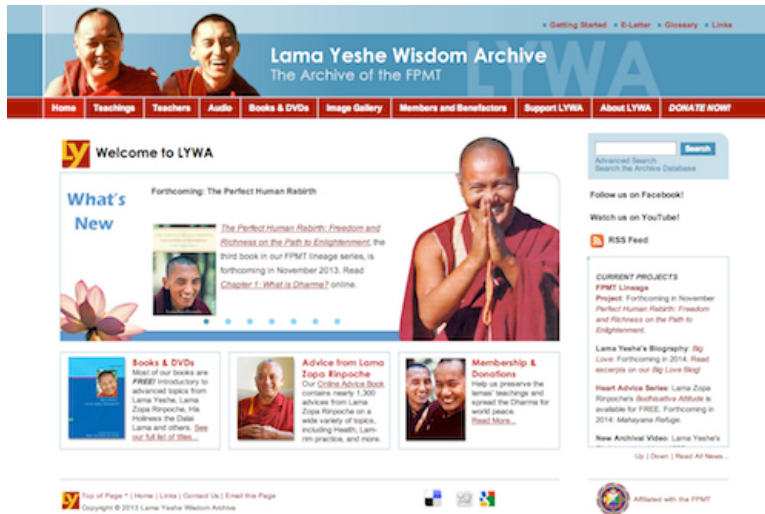 • Getting Started • E-Letter • Glossary • Links
Lama Yeshe Wisdom Archive
The Archive of the FPMT
LYWA
Home Teachings Teachers Audio Books & DVDs Image Gallery Members and Benefactors Support LYWA About LYWA DONATE NOW!
LY Welcome to LYWA
What's
New
Forthcoming: The Perfect Human Rebirth
The Perfect Human Rebirth: Freedom and
Richness on the Path to Enlightenment, the
third book in our FPMT lineage series, is
forthcoming in November 2013. Read
Chapter 1: What is Dharma? online.
Books & DVDs
Most of our books are
FREE! Introductory to
advanced topics from
Lama Yeshe, Lama
Zopa Rinpoche, His
Holiness the Dalai
Lama and others. See
our full list of titles...
Advice from Lama
Zopa Rinpoche
Our Online Advice Book
contains nearly 1,300
advices from Lama
Zopa Rinpoche on a
wide variety of topics,
including Health, Lam-
rim practice, and more.
Membership &
Donations
Help us preserve the
lamas' teachings and
spread the Dharma for
world peace.
Read More...
Search
Advanced Search
Search the Archive Database
Follow us on Facebook!
Watch us on YouTube!
RSS Feed
CURRENT PROJECTS
FPMT Lineage
Project: Forthcoming in November
Perfect Human Rebirth: Freedom
and Richness on the Path to
Enlightenment.
Lama Yeshe's Biography: Big
Love: Forthcoming in 2014. Read
excerpts on our Big Love Blog!
Heart Advice Series: Lama Zopa
Rinpoche's Bodhisattva Attitude is
available for FREE. Forthcoming in
2014: Mahayana Refuge.
New Archival Video: Lama Yeshe's
Up | Down | Read All News...
LY Top of Page ^ | Home | Links | Contact Us | Email this Page
Copyright © 2013 Lama Yeshe Wisdom Archive
Affiliated with the FPMT